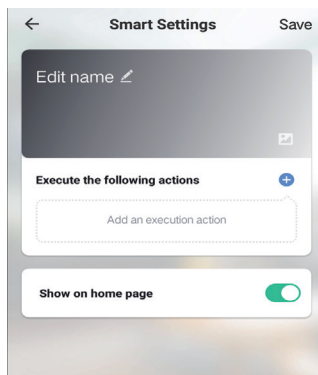 Smart Settings Save
Edit name
Execute the following actions
Add an execution action
Show on home page